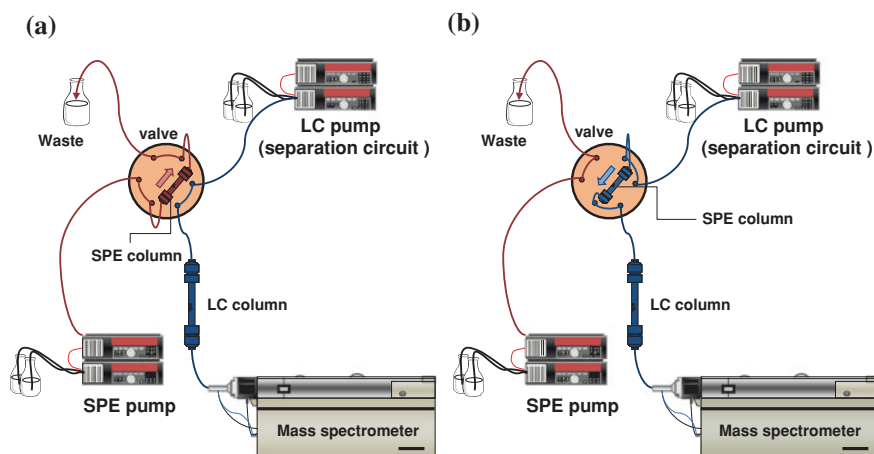 (a)
Waste
valve
LC pump
(separation circuit )
SPE column
LC column
SPE pump
Mass spectrometer
(b)
Waste
valve
LC pump
(separation circuit )
SPE column
LC column
SPE pump
Mass spectrometer